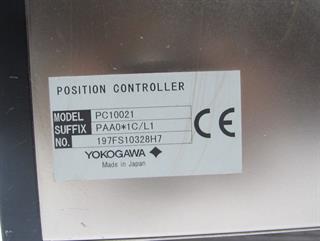 POSITION CONTROLLER
MODEL PC10021
SUFFIX PAA0*1C/L1
NO. 197FS10328H7
YOKOGAWA
Made in Japan
CE